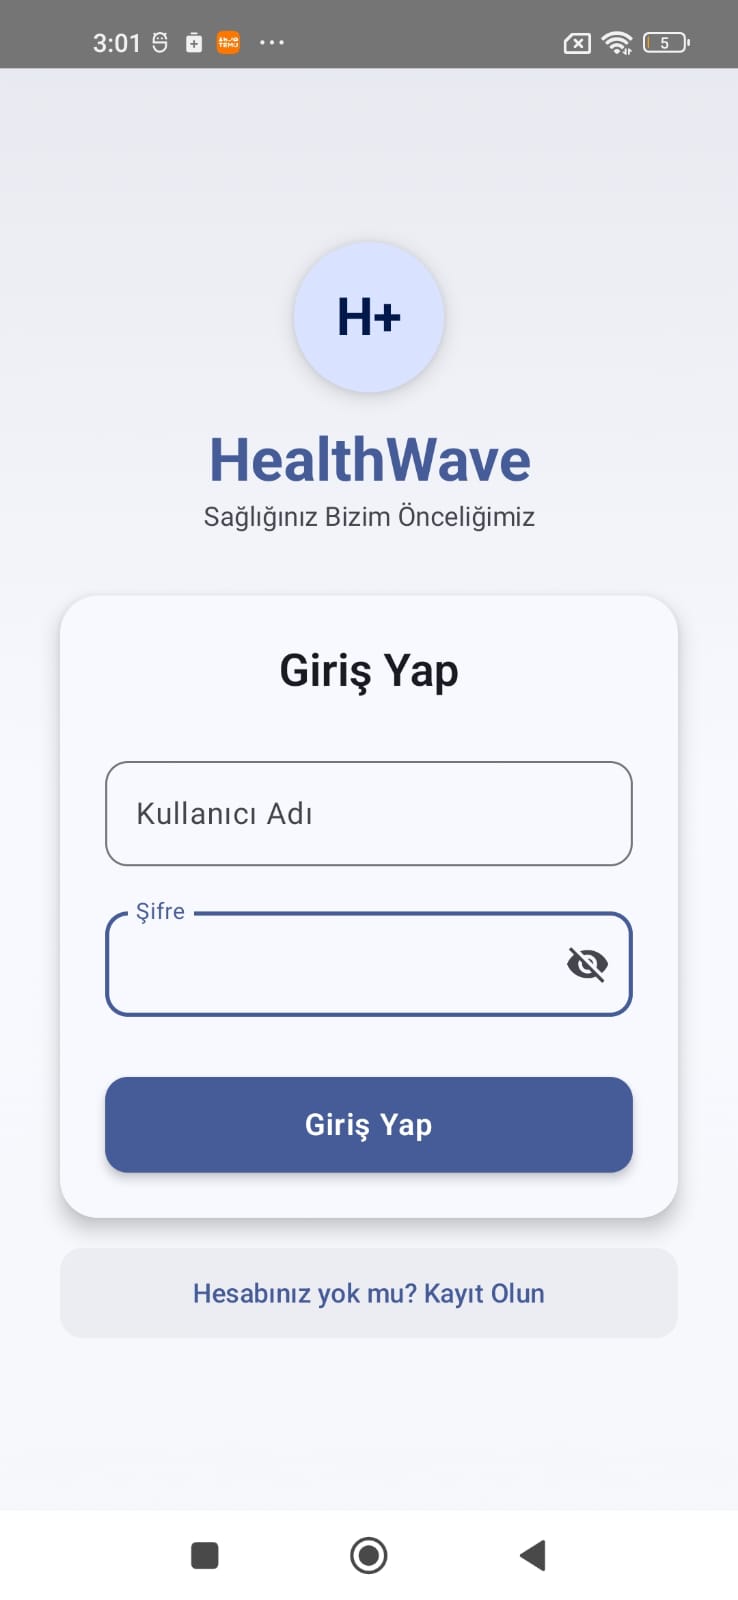 3:01
TEMU
5
H+
HealthWave
Sağlığınız Bizim Önceliğimiz
Giriş Yap
Kullanıcı Adı
Şifre
Giriş Yap
Hesabınız yok mu? Kayıt Olun